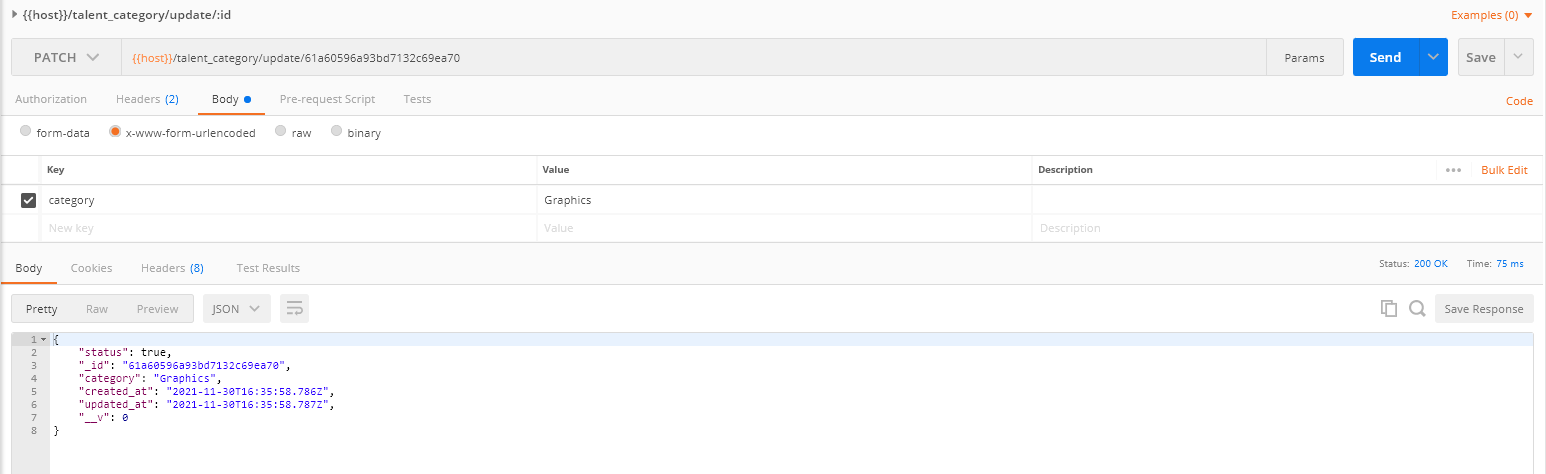 {{host}}/talent_category/update/:id Examples (0)
PATCH {{host}}/talent_category/update/61a60596a93bd7132c69ea70 Params Send Save
Authorization Headers (2) Body Pre-request Script Tests Code
form-data x-www-form-urlencoded raw binary
Key Value Description ••• Bulk Edit
category Graphics
New key Value Description
Body Cookies Headers (8) Test Results Status: 200 OK Time: 75 ms
Pretty Raw Preview JSON Save Response
1 {
2 "status": true,
3 "_id": "61a60596a93bd7132c69ea70",
4 "category": "Graphics",
5 "created_at": "2021-11-30T16:35:58.786Z",
6 "updated_at": "2021-11-30T16:35:58.787Z",
7 "__v": 0
8 }